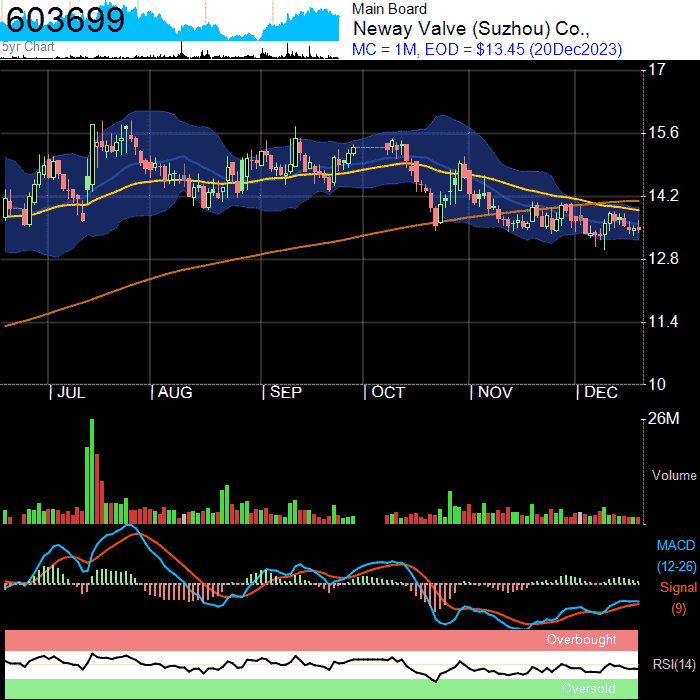 603699
5yr Chart
Main Board
Neway Valve (Suzhou) Co.,
MC = 1M, EOD = $13.45 (20Dec2023)
17
15.6
14.2
12.8
11.4
10
| JUL | AUG | SEP | OCT | NOV | DEC
26M
Volume
MACD
(12-26)
Signal
(9)
Overbought
RSI(14)
Oversold